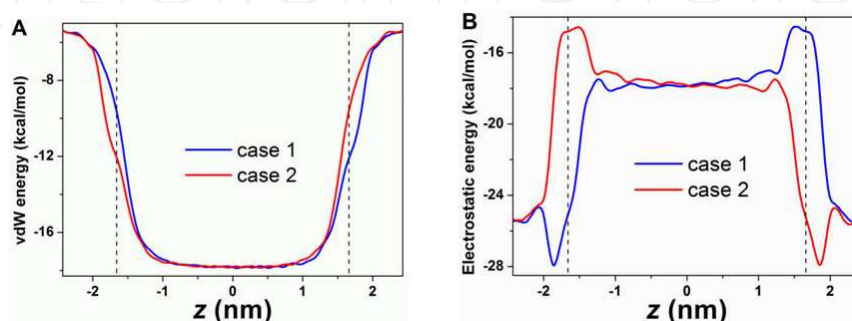 A
vdW energy (kcal/mol)
-8
-12
-16
case 1
case 2
-2
-1
0
1
2
z (nm)
B
Electrostatic energy (kcal/mol)
-16
-20
-24
-28
case 1
case 2
-2
-1
0
1
2
z (nm)